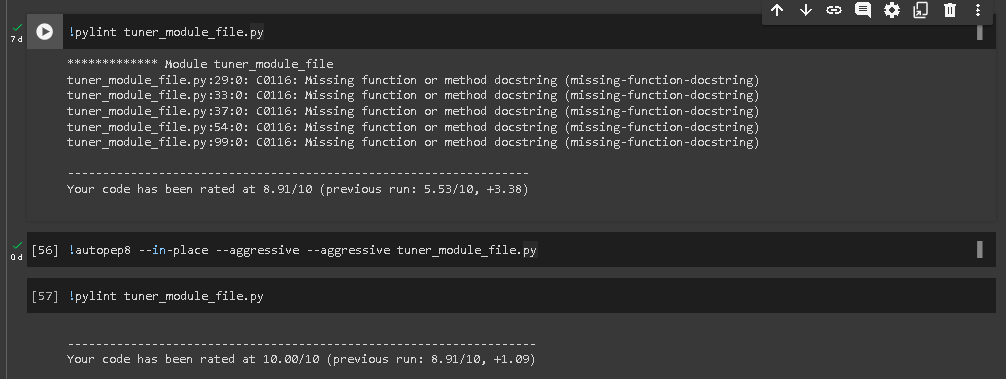 7 d
!pylint tuner_module_file.py
************* Module tuner_module_file
tuner_module_file.py:29:0: C0116: Missing function or method docstring (missing-function-docstring)
tuner_module_file.py:33:0: C0116: Missing function or method docstring (missing-function-docstring)
tuner_module_file.py:37:0: C0116: Missing function or method docstring (missing-function-docstring)
tuner_module_file.py:54:0: C0116: Missing function or method docstring (missing-function-docstring)
tuner_module_file.py:99:0: C0116: Missing function or method docstring (missing-function-docstring)
------------------------------------------------------------------
Your code has been rated at 8.91/10 (previous run: 5.53/10, +3.38)
0 d
[56] !autopep8 --in-place --aggressive --aggressive tuner_module_file.py
[57] !pylint tuner_module_file.py
-------------------------------------------------------------------
Your code has been rated at 10.00/10 (previous run: 8.91/10, +1.09)